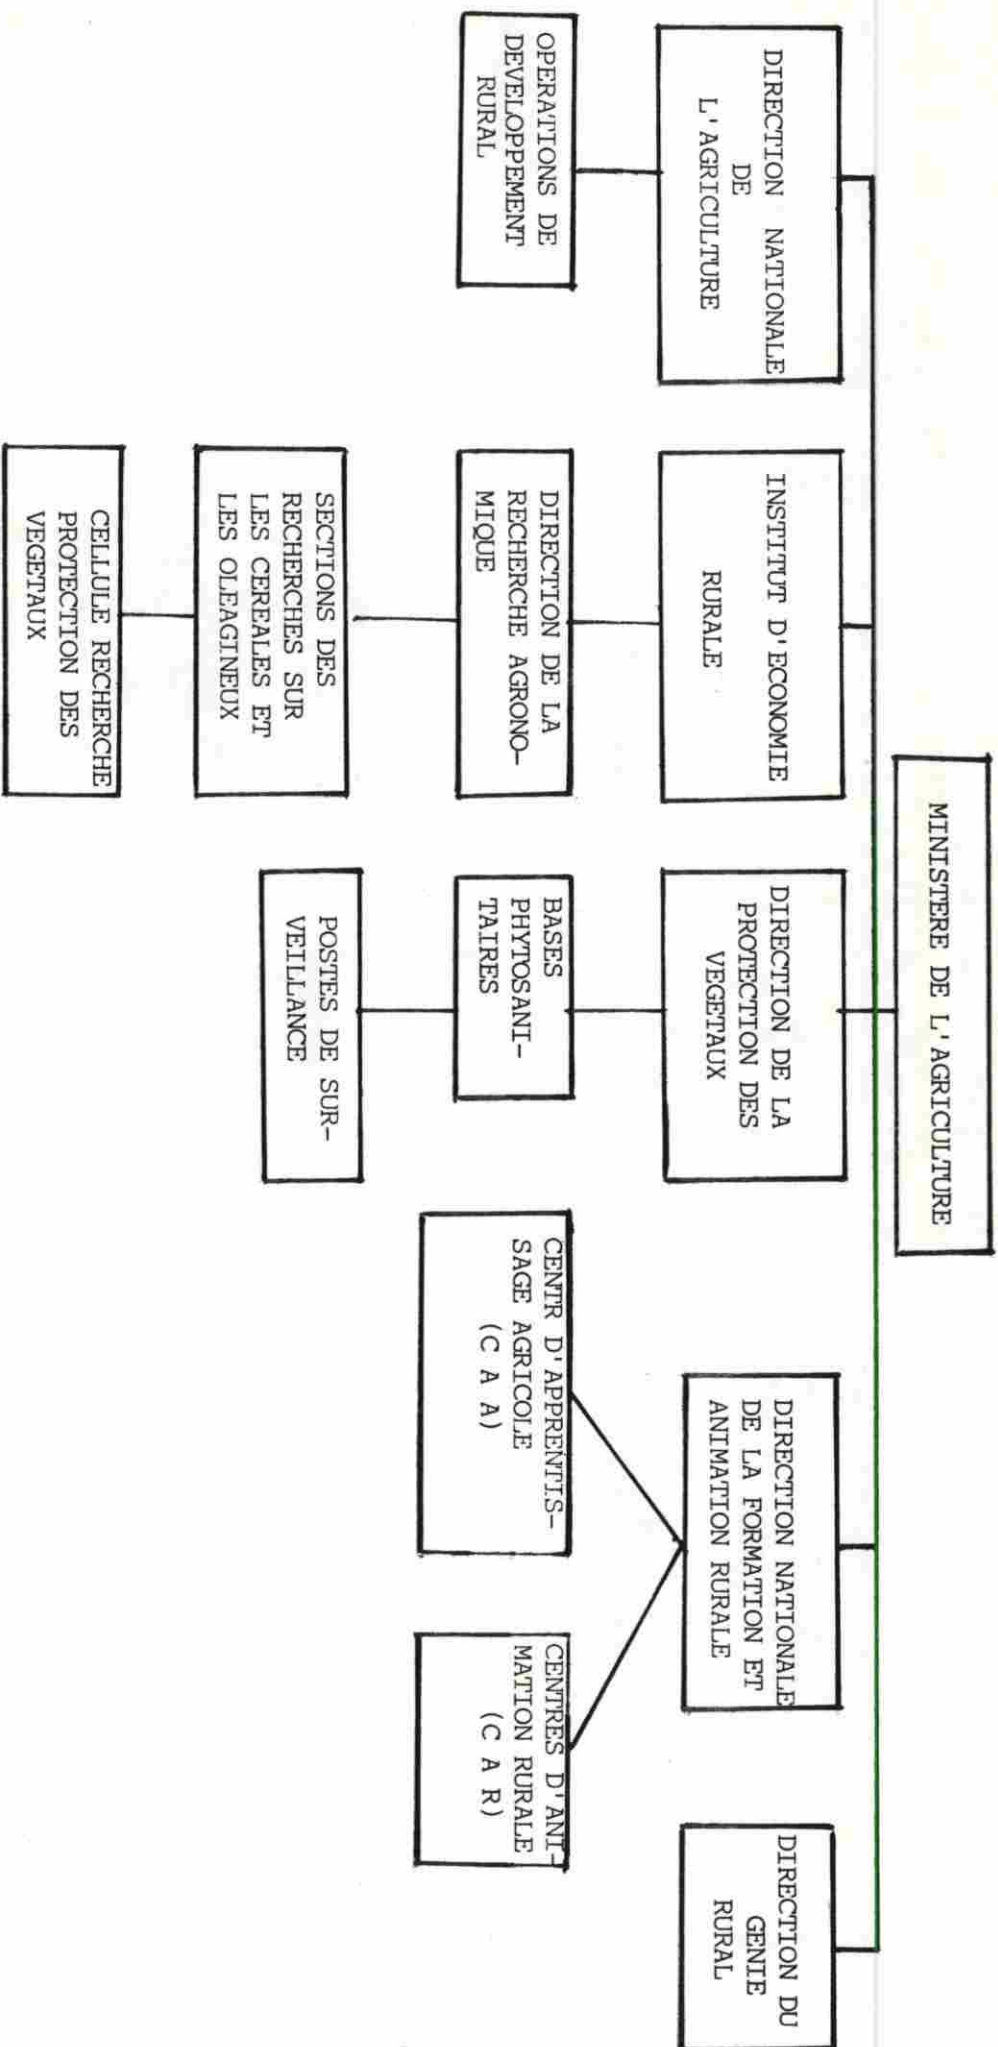 MINISTERE DE L'AGRICULTURE
DIRECTION NATIONALE
DE
L'AGRICULTURE
OPERATIONS DE
DEVELOPPEMENT
RURAL
INSTITUT D'ECONOMIE
RURALE
DIRECTION DE LA
RECHERCHE AGRONO-
MIQUE
SECTIONS DES
RECHERCHES SUR
LES CEREALES ET
LES OLEAGINEUX
CELLULE RECHERCHE
PROTECTION DES
VEGETAUX
DIRECTION DE LA
PROTECTION DES
VEGETAUX
BASES
PHYTOSANI-
TAIRES
POSTES DE SUR-
VEILLANCE
DIRECTION NATIONALE
DE LA FORMATION ET
ANIMATION RURALE
CENTR D'APPRENTIS-
SAGE AGRICOLE
(C A A)
CENTRES D'ANI-
MATION RURALE
(C A R)
DIRECTION DU
GENIE
RURAL